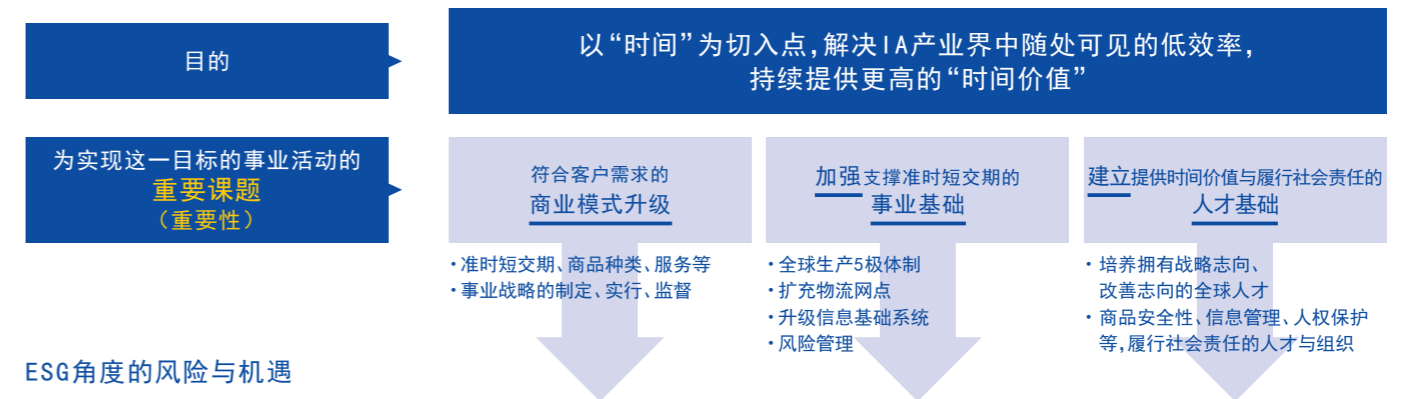 目的
以“时间”为切入点,解决IA产业界中随处可见的低效率,
持续提供更高的“时间价值”
为实现这一目标的事业活动的
重要课题
（重要性）
符合客户需求的
商业模式升级
・准时短交期、商品种类、服务等
・事业战略的制定、实行、监督
加强支撑准时短交期的
事业基础
・全球生产5极体制
・扩充物流网点
・升级信息基础系统
・风险管理
建立提供时间价值与履行社会责任的
人才基础
・培养拥有战略志向、
改善志向的全球人才
・商品安全性、信息管理、人权保护
等,履行社会责任的人才与组织
ESG角度的风险与机遇